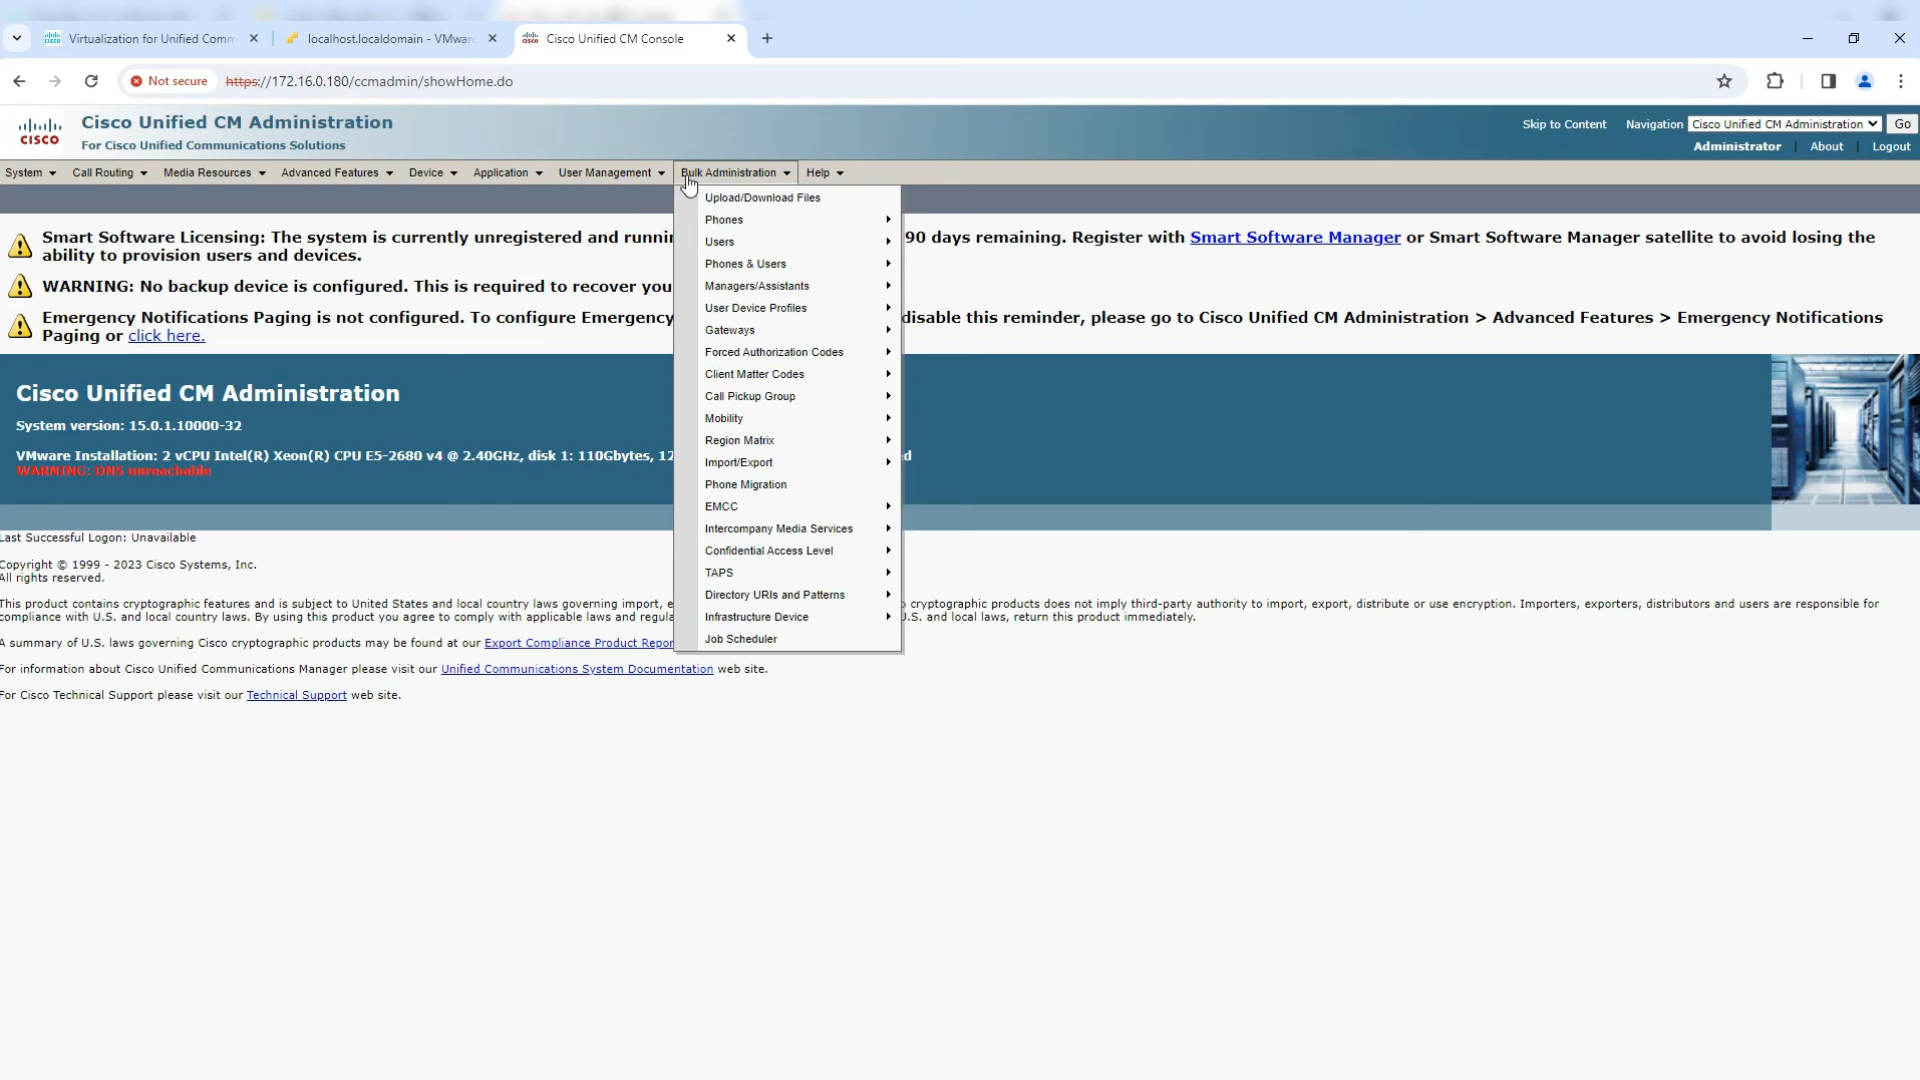 Virtualization for Unified Comm
localhost.localdomain - VMwar
Cisco Unified CM Console
Not secure
https://172.16.0.180/ccmadmin/showHome.do
CISCO
Cisco Unified CM Administration
For Cisco Unified Communications Solutions
Skip to Content
Navigation
Cisco Unified CM Administration
Go
Administrator
About
Logout
System
Call Routing
Media Resources
Advanced Features
Device
Application
User Management
Bulk Administration
Help
Upload/Download Files
Phones
Users
Phones & Users
Managers/Assistants
User Device Profiles
Gateways
Forced Authorization Codes
Client Matter Codes
Call Pickup Group
Mobility
Region Matrix
Import/Export
Phone Migration
EMCC
Intercompany Media Services
Confidential Access Level
TAPS
Directory URIs and Patterns
Infrastructure Device
Job Scheduler
Smart Software Licensing: The system is currently unregistered and runnin 90 days remaining. Register with Smart Software Manager or Smart Software Manager satellite to avoid losing the
ability to provision users and devices.
WARNING: No backup device is configured. This is required to recover you
Emergency Notifications Paging is not configured. To configure Emergency disable this reminder, please go to Cisco Unified CM Administration > Advanced Features > Emergency Notifications
Paging or click here.
Cisco Unified CM Administration
System version: 15.0.1.10000-32
VMware Installation: 2 vCPU Intel(R) Xeon(R) CPU E5-2680 v4 @ 2.40GHz, disk 1: 110Gbytes, 12 d
WARNING: DNS unreachable
Last Successful Logon: Unavailable
Copyright © 1999 - 2023 Cisco Systems, Inc.
All rights reserved.
This product contains cryptographic features and is subject to United States and local country laws governing import, e cryptographic products does not imply third-party authority to import, export, distribute or use encryption. Importers, exporters, distributors and users are responsible for
compliance with U.S. and local country laws. By using this product you agree to comply with applicable laws and regula U.S. and local laws, return this product immediately.
A summary of U.S. laws governing Cisco cryptographic products may be found at our Export Compliance Product Repor
For information about Cisco Unified Communications Manager please visit our Unified Communications System Documentation web site.
For Cisco Technical Support please visit our Technical Support web site.